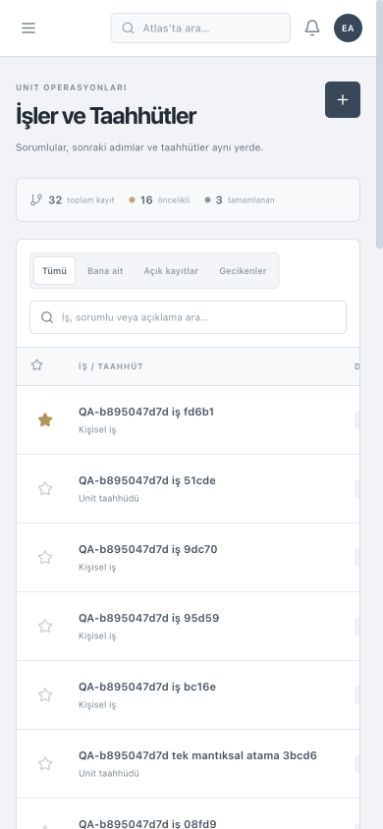 Atlas'ta ara...
EA
UNIT OPERASYONLARI
İşler ve Taahhütler
Sorumlular, sonraki adımlar ve taahhütler aynı yerde.
32 toplam kayıt 16 öncelikli 3 tamamlanan
Tümü Bana ait Açık kayıtlar Gecikenler
İş, sorumlu veya açıklama ara...
İŞ / TAAHHÜT
QA-b895047d7d iş fd6b1
Kişisel iş
QA-b895047d7d iş 51cde
Unit taahhüdü
QA-b895047d7d iş 9dc70
Kişisel iş
QA-b895047d7d iş 95d59
Kişisel iş
QA-b895047d7d iş bc16e
Kişisel iş
QA-b895047d7d tek mantıksal atama 3bcd6
Unit taahhüdü
QA-b895047d7d iş 08fd9